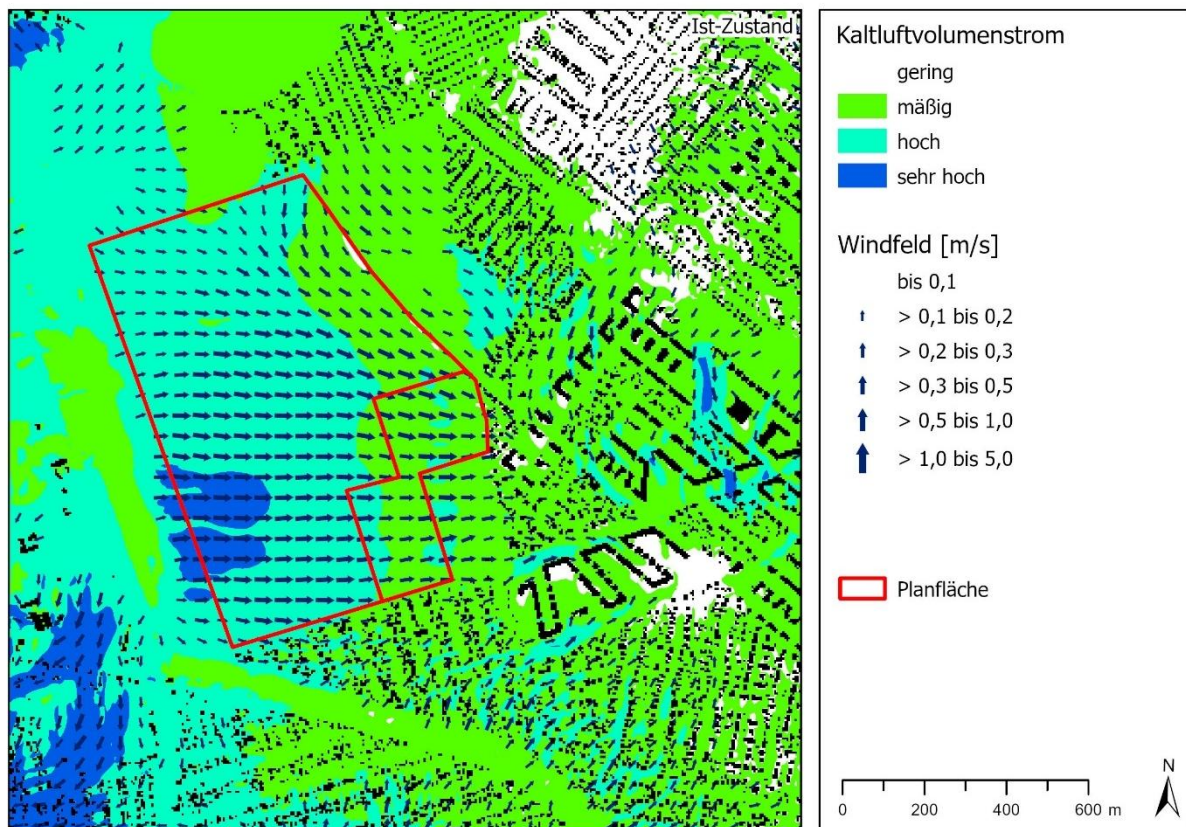 Ist-Zustand
Kaltluftvolumenstrom
gering
mäßig
hoch
sehr hoch
Windfeld [m/s]
bis 0,1
> 0,1 bis 0,2
> 0,2 bis 0,3
> 0,3 bis 0,5
> 0,5 bis 1,0
> 1,0 bis 5,0
Planfläche
N
0 200 400 600 m